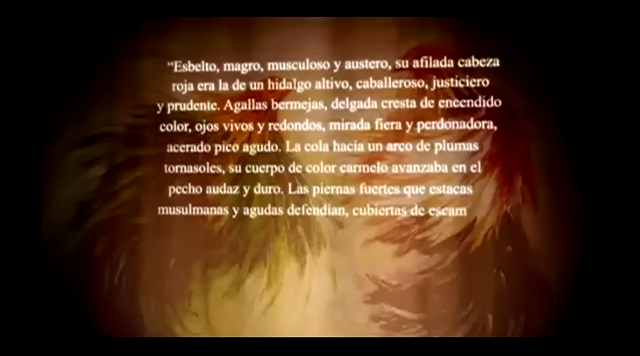 “Esbelto, magro, musculoso y austero, su afilada cabeza
roja era la de un hidalgo altivo, caballeroso, justiciero
y prudente. Agallas bermejas, delgada cresta de encendido
color, ojos vivos y redondos, mirada fiera y perdonadora,
acerado pico agudo. La cola hacía un arco de plumas
tornasoles, su cuerpo de color carmelo avanzaba en el
pecho audaz y duro. Las piernas fuertes que estacas
musulmanas y agudas defendían, cubiertas de escam